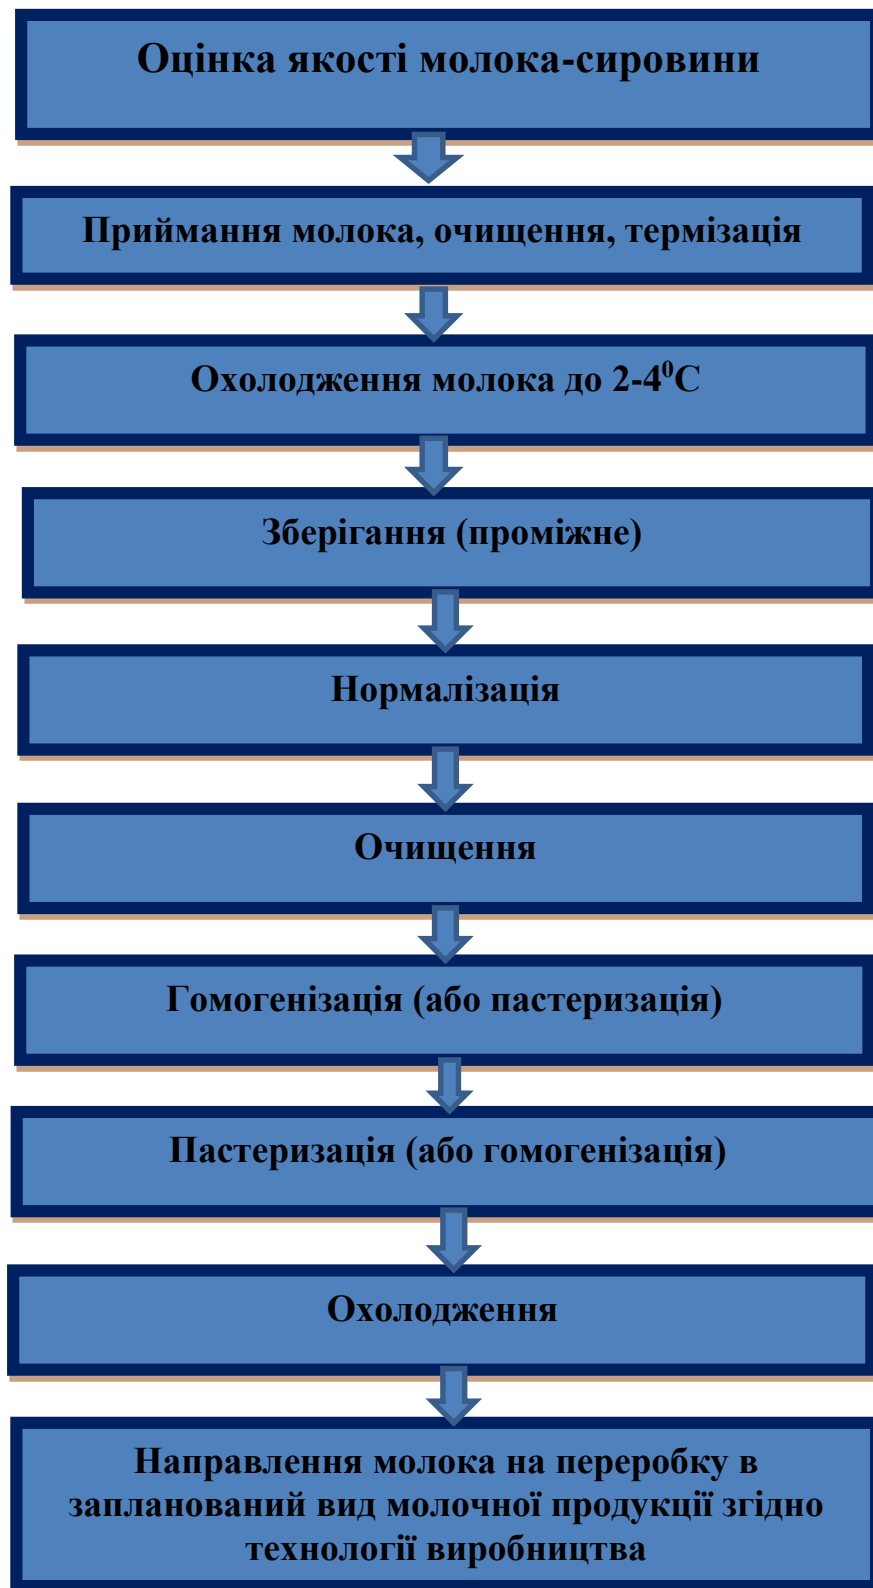 Оцінка якості молока-сировини
Приймання молока, очищення, термізація
Охолодження молока до 2-4⁰С
Зберігання (проміжне)
Нормалізація
Очищення
Гомогенізація (або пастеризація)
Пастеризація (або гомогенізація)
Охолодження
Направлення молока на переробку в
запланований вид молочної продукції згідно
технології виробництва